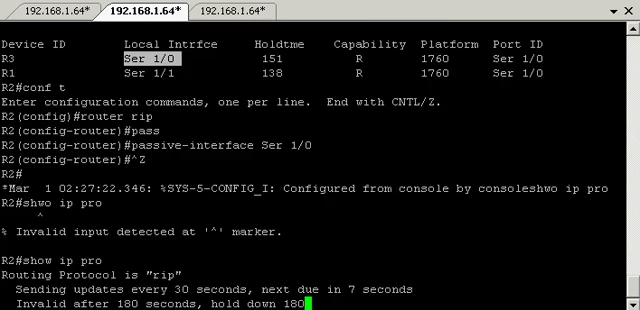 192.168.1.64* 192.168.1.64* 192.168.1.64*
Device ID Local Intrfce Holdtme Capability Platform Port ID
R3 Ser 1/0 151 R 1760 Ser 1/0
R1 Ser 1/1 138 R 1760 Ser 1/0
R2#conf t
Enter configuration commands, one per line. End with CNTL/Z.
R2(config)#router rip
R2(config-router)#pass
R2(config-router)#passive-interface Ser 1/0
R2(config-router)#^Z
R2#
*Mar 1 02:27:22.346: %SYS-5-CONFIG_I: Configured from console by consoleshwo ip pro
R2#shwo ip pro
^
% Invalid input detected at '^' marker.
R2#show ip pro
Routing Protocol is "rip"
Sending updates every 30 seconds, next due in 7 seconds
Invalid after 180 seconds, hold down 180